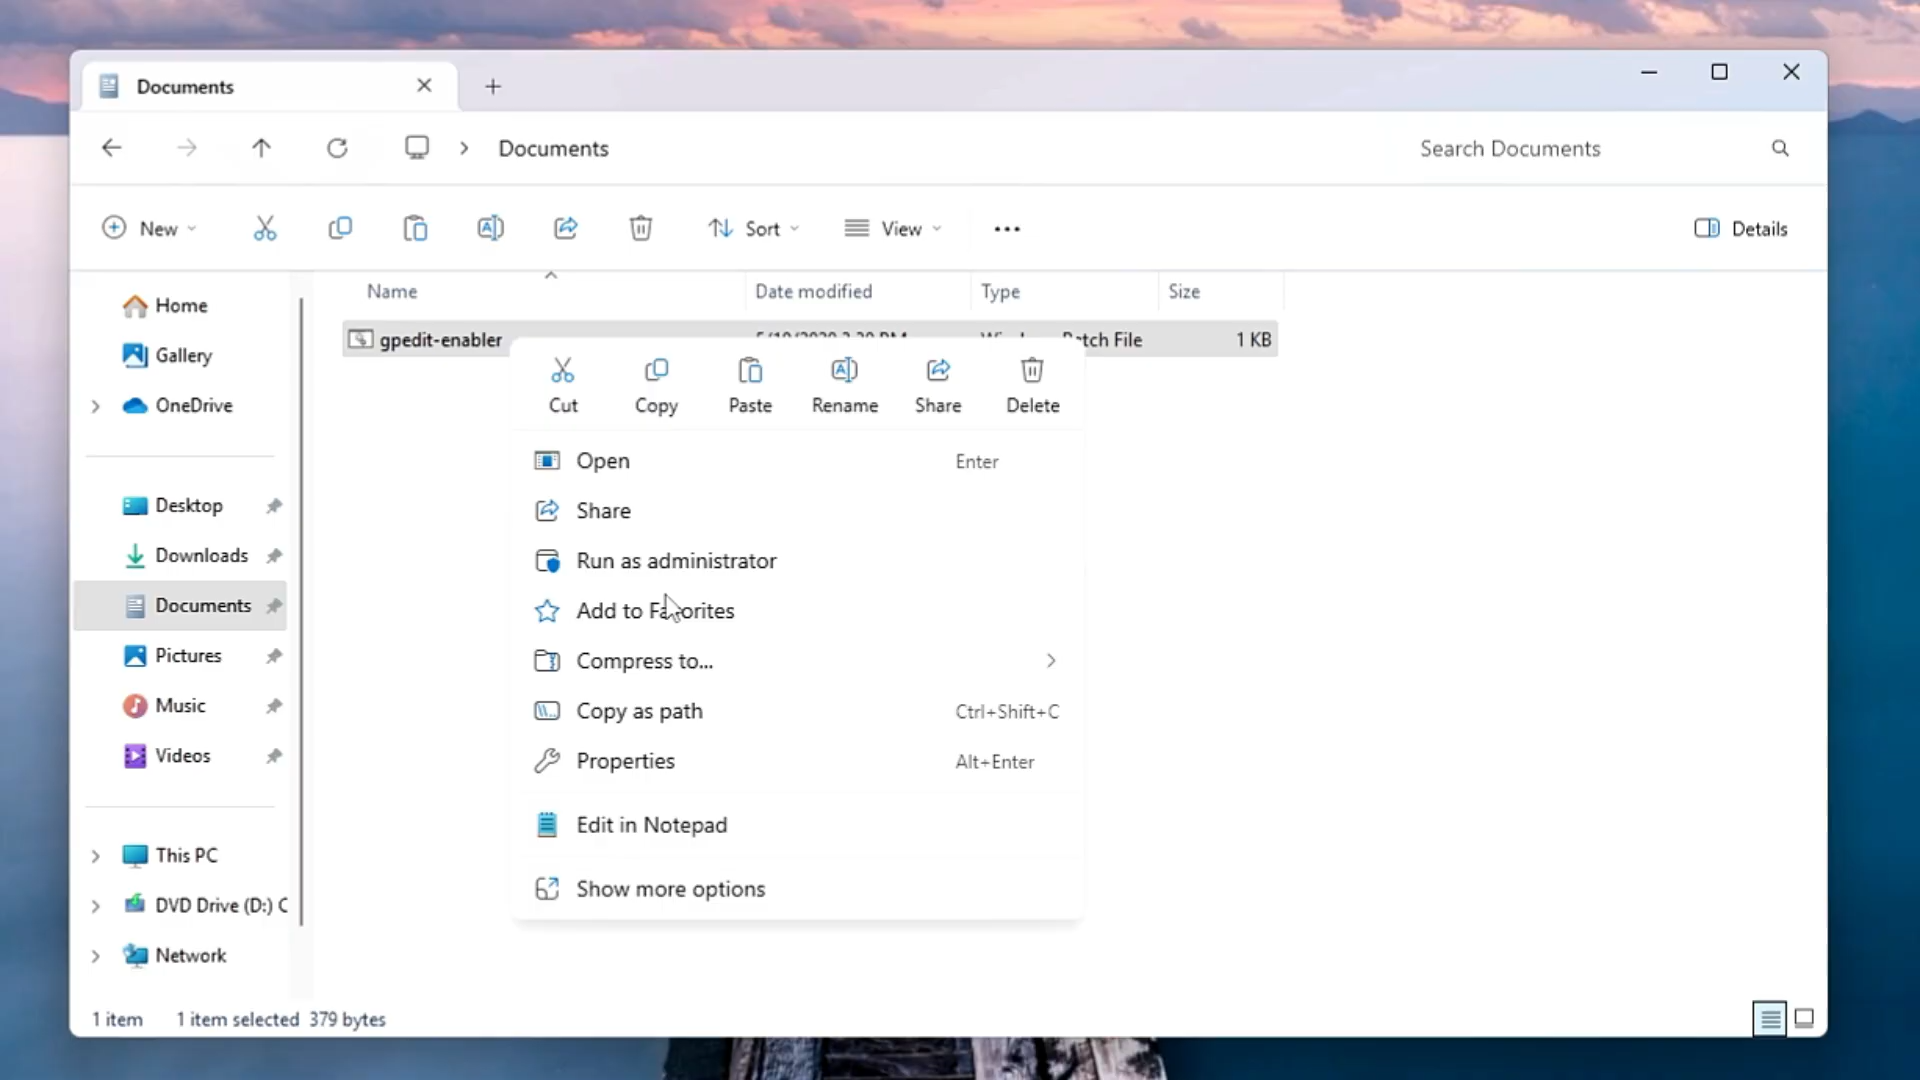 Documents
Documents
Search Documents
New
Sort
View
Details
Home
Gallery
OneDrive
Desktop
Downloads
Documents
Pictures
Music
Videos
This PC
DVD Drive (D:) C
Network
Name
Date modified
Type
Size
gpedit-enabler
Batch File
1 KB
Cut
Copy
Paste
Rename
Share
Delete
Open
Enter
Share
Run as administrator
Add to Favorites
Compress to...
Copy as path
Ctrl+Shift+C
Properties
Alt+Enter
Edit in Notepad
Show more options
1 item
1 item selected 379 bytes